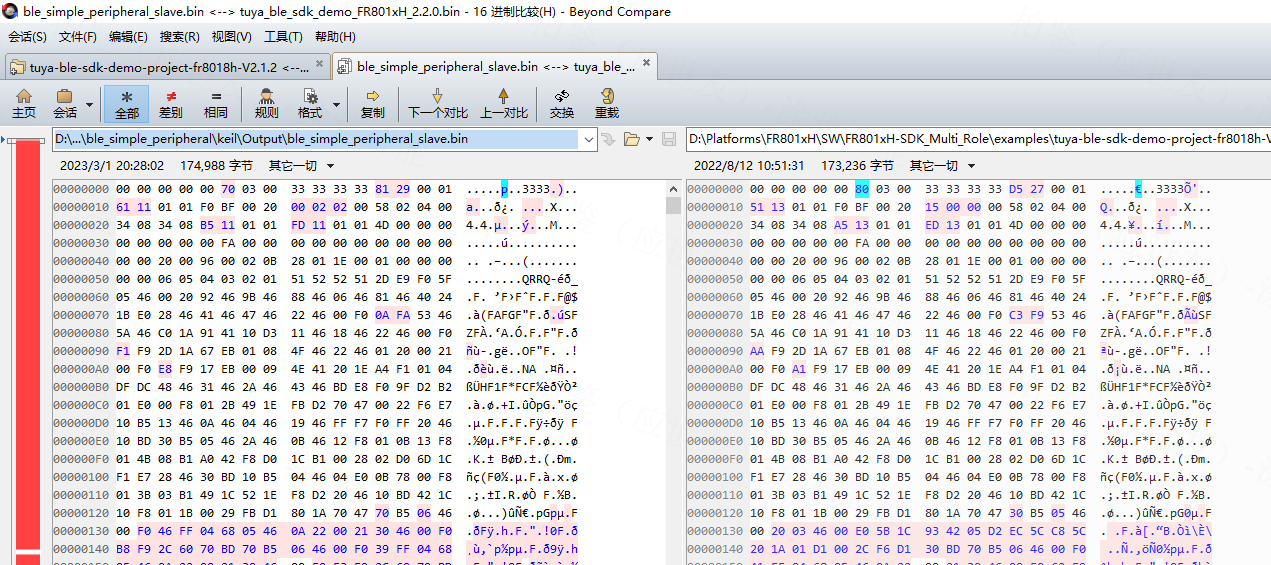 ble_simple_peripheral_slave.bin <--> tuya_ble_sdk_demo_FR801xH_2.2.0.bin - 16 进制比较(H) - Beyond Compare
会话(S) 文件(F) 编辑(E) 搜索(R) 视图(V) 工具(T) 帮助(H)
tuya-ble-sdk-demo-project-fr8018h-V2.1.2 <--... ble_simple_peripheral_slave.bin <--> tuya_ble_...
主页 会话 全部 差别 相同 规则 格式 复制 下一个对比 上一对比 交换 重载
D:\...\ble_simple_peripheral\keil\Output\ble_simple_peripheral_slave.bin D:\Platforms\FR801xH\SW\FR801xH-SDK_Multi_Role\examples\tuya-ble-sdk-demo-project-fr8018h-V
2023/3/1 20:28:02 174,988 字节 其它一切 2022/8/12 10:51:31 173,236 字节 其它一切
00000000 00 00 00 00 00 70 03 00 33 33 33 33 81 29 00 01 .....p..3333.).. 00000000 00 00 00 00 00 80 03 00 33 33 33 33 D5 27 00 01 .....€..3333Õ'..
00000010 61 11 01 01 F0 BF 00 20 00 02 02 00 58 02 04 00 a...ð¿. ....X... 00000010 51 13 01 01 F0 BF 00 20 15 00 00 00 58 02 04 00 Q...ð¿. ....X...
00000020 34 08 34 08 B5 11 01 01 FD 11 01 01 4D 00 00 00 4.4.µ...ý...M... 00000020 34 08 34 08 A5 13 01 01 ED 13 01 01 4D 00 00 00 4.4.¥...í...M...
00000030 00 00 00 00 00 FA 00 00 00 00 00 00 00 00 00 00 .....ú.......... 00000030 00 00 00 00 00 FA 00 00 00 00 00 00 00 00 00 00 .....ú..........
00000040 00 00 20 00 96 00 02 0B 28 01 1E 00 01 00 00 00 .. .–...(....... 00000040 00 00 20 00 96 00 02 0B 28 01 1E 00 01 00 00 00 .. .–...(.......
00000050 00 00 06 05 04 03 02 01 51 52 52 51 2D E9 F0 5F ........QRRQ-éð_ 00000050 00 00 06 05 04 03 02 01 51 52 52 51 2D E9 F0 5F ........QRRQ-éð_
00000060 05 46 00 20 92 46 9B 46 88 46 06 46 81 46 40 24 .F. ’F›FˆF.F.F@$ 00000060 05 46 00 20 92 46 9B 46 88 46 06 46 81 46 40 24 .F. ’F›FˆF.F.F@$
00000070 1B E0 28 46 41 46 47 46 22 46 00 F0 0A FA 53 46 .à(FAFGF"F.ð.úSF 00000070 1B E0 28 46 41 46 47 46 22 46 00 F0 C3 F9 53 46 .à(FAFGF"F.ðÃùSF
00000080 5A 46 C0 1A 91 41 10 D3 11 46 18 46 22 46 00 F0 ZFÀ.‘A.Ó.F.F"F.ð 00000080 5A 46 C0 1A 91 41 10 D3 11 46 18 46 22 46 00 F0 ZFÀ.‘A.Ó.F.F"F.ð
00000090 F1 F9 2D 1A 67 EB 01 08 4F 46 22 46 01 20 00 21 ñù-.gë..OF"F. .! 00000090 AA F9 2D 1A 67 EB 01 08 4F 46 22 46 01 20 00 21 ªù-.gë..OF"F. .!
000000A0 00 F0 E8 F9 17 EB 00 09 4E 41 20 1E A4 F1 01 04 .ðèù.ë..NA .¤ñ.. 000000A0 00 F0 A1 F9 17 EB 00 09 4E 41 20 1E A4 F1 01 04 .ð¡ù.ë..NA .¤ñ..
000000B0 DF DC 48 46 31 46 2A 46 43 46 BD E8 F0 9F D2 B2 ßÜHF1F*FCF½èðŸÒ² 000000B0 DF DC 48 46 31 46 2A 46 43 46 BD E8 F0 9F D2 B2 ßÜHF1F*FCF½èðŸÒ²
000000C0 01 E0 00 F8 01 2B 49 1E FB D2 70 47 00 22 F6 E7 .à.ø.+I.ûÒpG."öç 000000C0 01 E0 00 F8 01 2B 49 1E FB D2 70 47 00 22 F6 E7 .à.ø.+I.ûÒpG."öç
000000D0 10 B5 13 46 0A 46 04 46 19 46 FF F7 F0 FF 20 46 .µ.F.F.F.Fÿ÷ðÿ F 000000D0 10 B5 13 46 0A 46 04 46 19 46 FF F7 F0 FF 20 46 .µ.F.F.F.Fÿ÷ðÿ F
000000E0 10 BD 30 B5 05 46 2A 46 0B 46 12 F8 01 0B 13 F8 .½0µ.F*F.F.ø...ø 000000E0 10 BD 30 B5 05 46 2A 46 0B 46 12 F8 01 0B 13 F8 .½0µ.F*F.F.ø...ø
000000F0 01 4B 08 B1 A0 42 F8 D0 1C B1 00 28 02 D0 6D 1C .K.± BøÐ.±.(.Ðm. 000000F0 01 4B 08 B1 A0 42 F8 D0 1C B1 00 28 02 D0 6D 1C .K.± BøÐ.±.(.Ðm.
00000100 F1 E7 28 46 30 BD 10 B5 04 46 04 E0 0B 78 00 F8 ñç(F0½.µ.F.à.x.ø 00000100 F1 E7 28 46 30 BD 10 B5 04 46 04 E0 0B 78 00 F8 ñç(F0½.µ.F.à.x.ø
00000110 01 3B 03 B1 49 1C 52 1E F8 D2 20 46 10 BD 42 1C .;.±I.R.øÒ F.½B. 00000110 01 3B 03 B1 49 1C 52 1E F8 D2 20 46 10 BD 42 1C .;.±I.R.øÒ F.½B.
00000120 10 F8 01 1B 00 29 FB D1 80 1A 70 47 70 B5 06 46 .ø...)ûÑ€.pGpµ.F 00000120 10 F8 01 1B 00 29 FB D1 80 1A 70 47 30 B5 05 46 .ø...)ûÑ€.pG0µ.F
00000130 00 F0 46 FF 04 68 05 46 0A 22 00 21 30 46 00 F0 .ðFÿ.h.F.".!0F.ð 00000130 00 20 03 46 00 E0 5B 1C 93 42 05 D2 EC 5C C8 5C . .F.à[.“B.Òì\È\
00000140 B8 F9 2C 60 70 BD 70 B5 06 46 00 F0 39 FF 04 68 ¸ù,`p½pµ.F.ð9ÿ.h 00000140 20 1A 01 D1 00 2C F6 D1 30 BD 70 B5 06 46 00 F0 ..Ñ.,öÑ0½pµ.F.ð